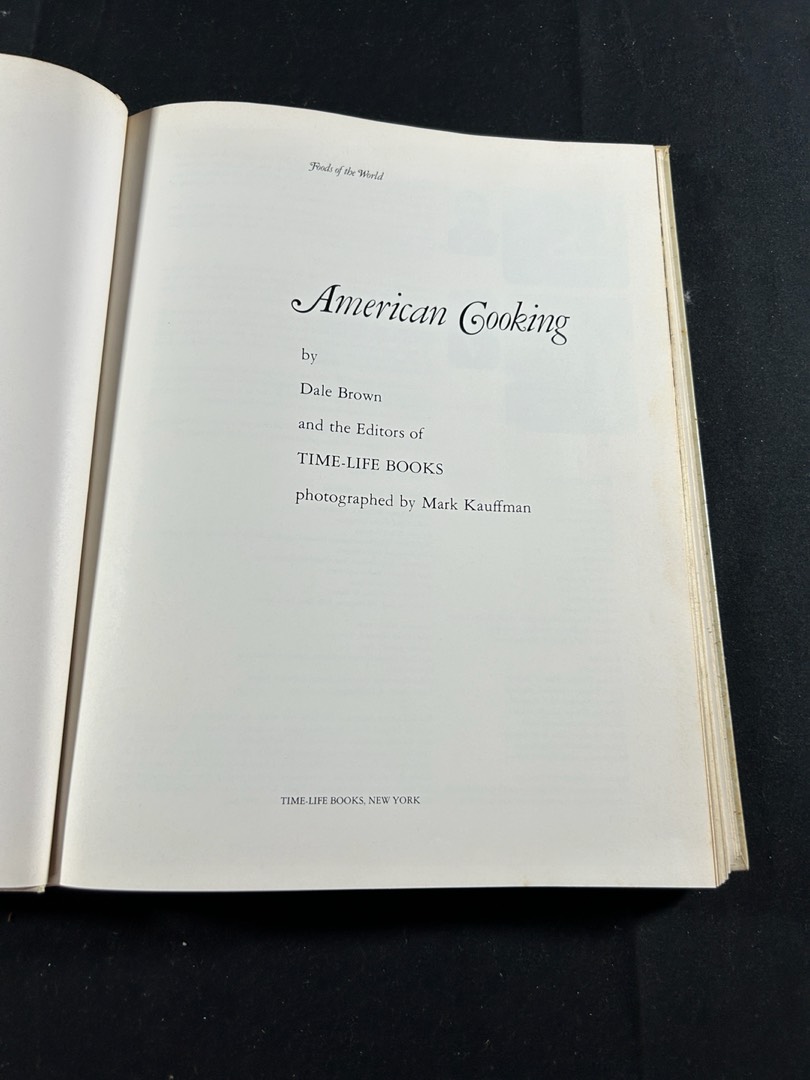 Foods of the World
American Cooking
by
Dale Brown
and the Editors of
TIME-LIFE BOOKS
photographed by Mark Kauffman
TIME-LIFE BOOKS, NEW YORK